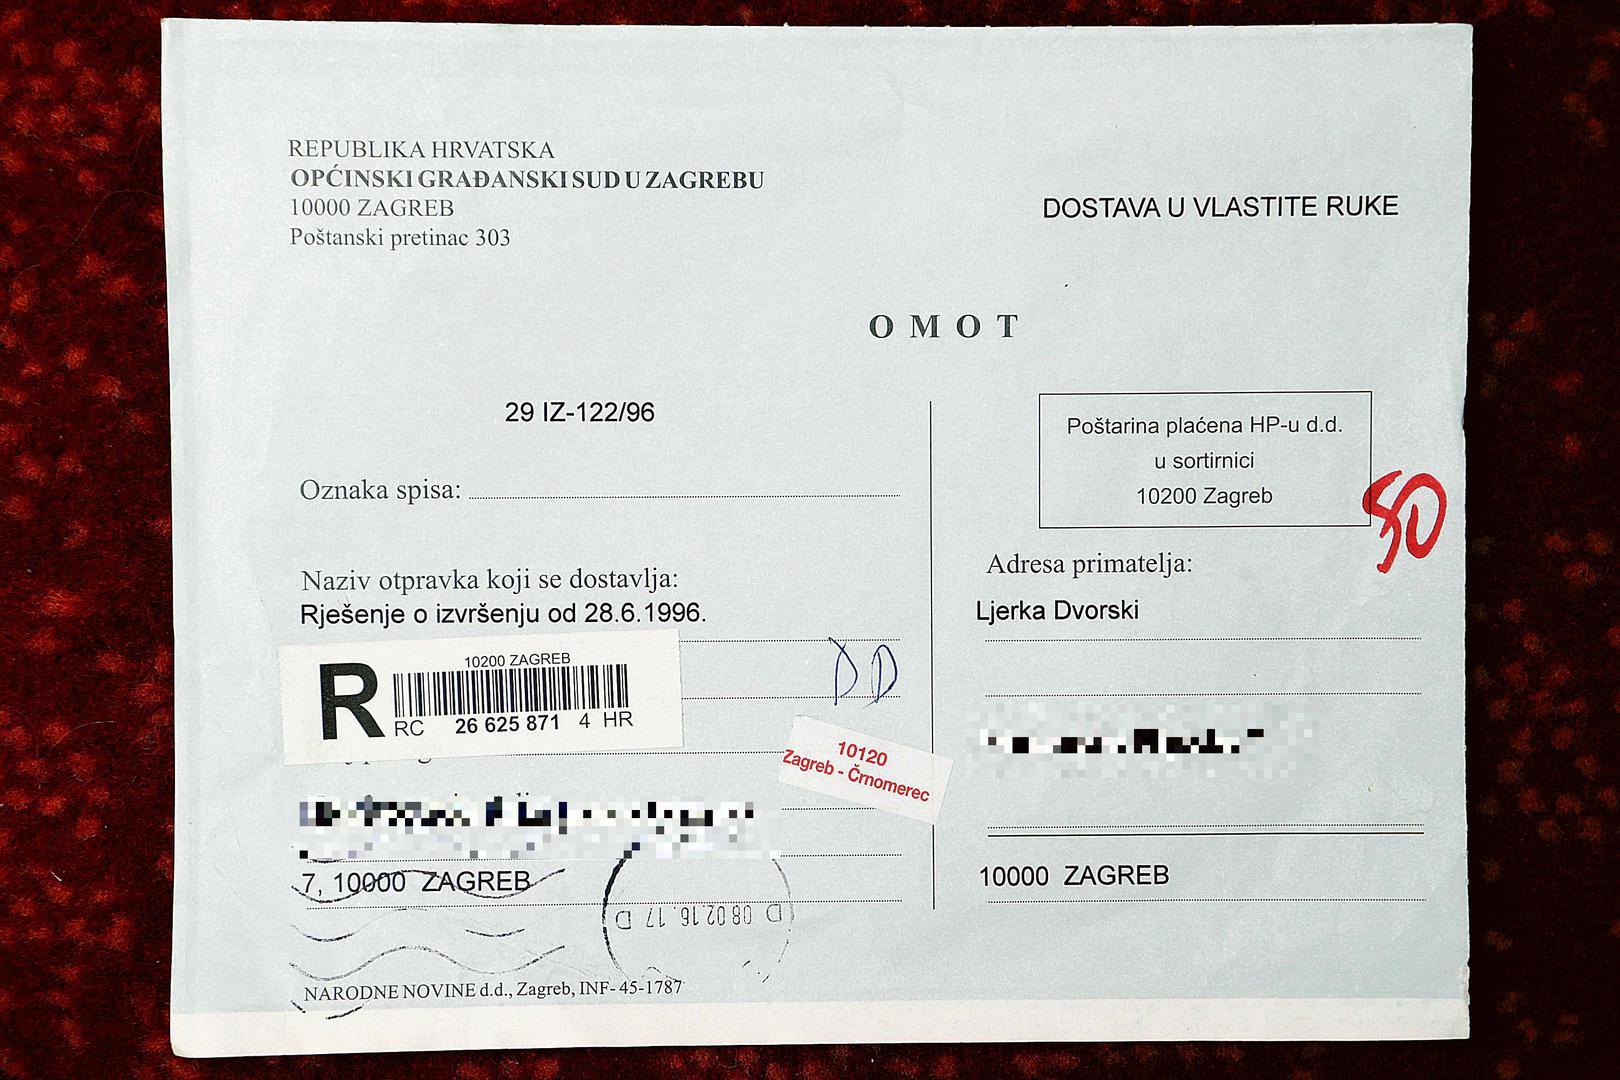 REPUBLIKA HRVATSKA
OPĆINSKI GRAĐANSKI SUD U ZAGREBU
10000 ZAGREB
Poštanski pretinac 303
DOSTAVA U VLASTITE RUKE
OMOT
29 IZ-122/96
Oznaka spisa:
Naziv otpravka koji se dostavlja:
Rješenje o izvršenju od 28.6.1996.
R
10200 ZAGREB
RC 26 625 871 4 HR
DD
10120
Zagreb - Črnomerec
7, 10000 ZAGREB
D 08.02.16. 17 D
NARODNE NOVINE d.d., Zagreb, INF- 45-1787
Poštarina plaćena HP-u d.d.
u sortirnici
10200 Zagreb
50
Adresa primatelja:
Ljerka Dvorski
10000 ZAGREB